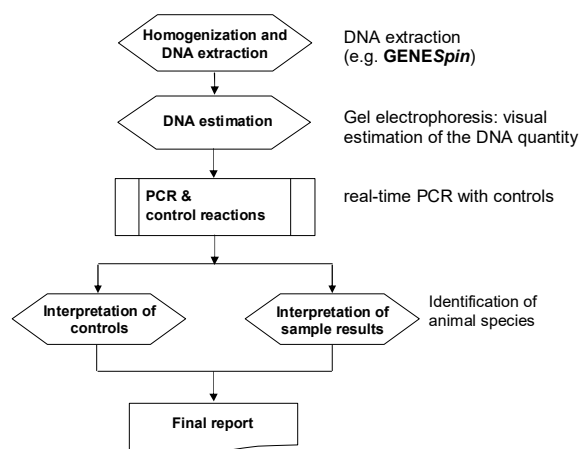 Homogenization and
DNA extraction
DNA extraction
(e.g. GENESpin)
DNA estimation
Gel electrophoresis: visual
estimation of the DNA quantity
PCR &
control reactions
real-time PCR with controls
Interpretation of
controls
Interpretation of
sample results
Identification of
animal species
Final report